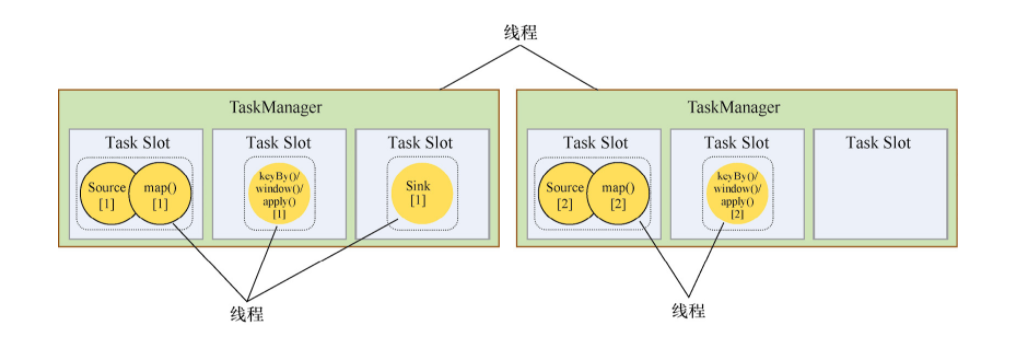 线程
TaskManager
TaskManager
Task Slot
Task Slot
Task Slot
Task Slot
Task Slot
Task Slot
Source
[1]
map()
[1]
keyBy()/
window()/
apply()
[1]
Sink
[1]
Source
[2]
map()
[2]
keyBy()/
window()/
apply()
[2]
线程
线程